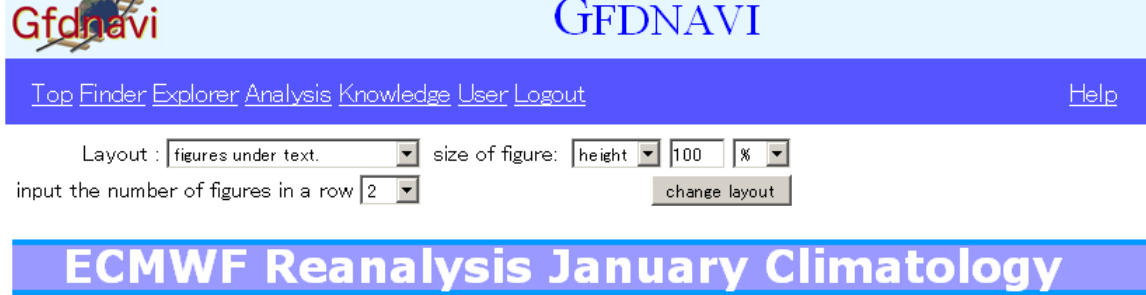 Gfdnavi
GFDNAVI
Top Finder Explorer Analysis Knowledge User Logout Help
Layout : figures under text. size of figure: height 100 %
input the number of figures in a row 2 change layout
ECMWF Reanalysis January Climatology